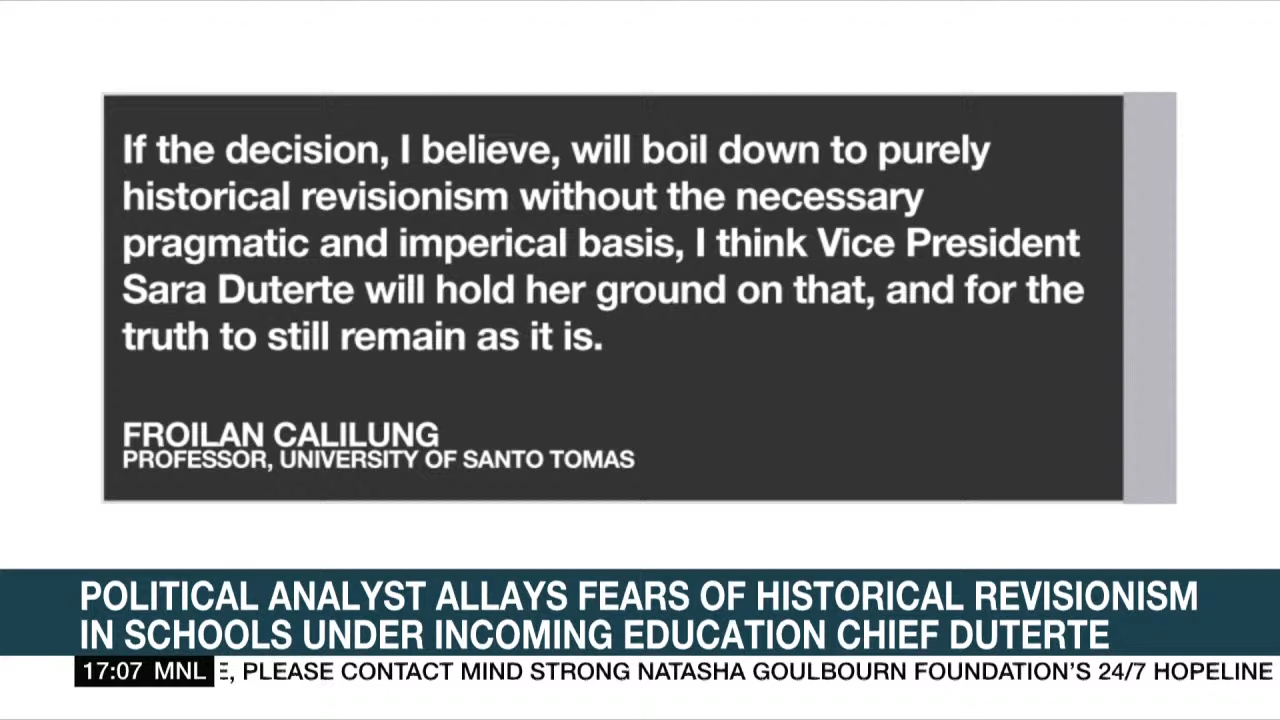 If the decision, I believe, will boil down to purely
historical revisionism without the necessary
pragmatic and imperical basis, I think Vice President
Sara Duterte will hold her ground on that, and for the
truth to still remain as it is.
FROILAN CALILUNG
PROFESSOR, UNIVERSITY OF SANTO TOMAS
POLITICAL ANALYST ALLAYS FEARS OF HISTORICAL REVISIONISM
IN SCHOOLS UNDER INCOMING EDUCATION CHIEF DUTERTE
17:07 MNL E, PLEASE CONTACT MIND STRONG NATASHA GOULBOURN FOUNDATION'S 24/7 HOPELINE